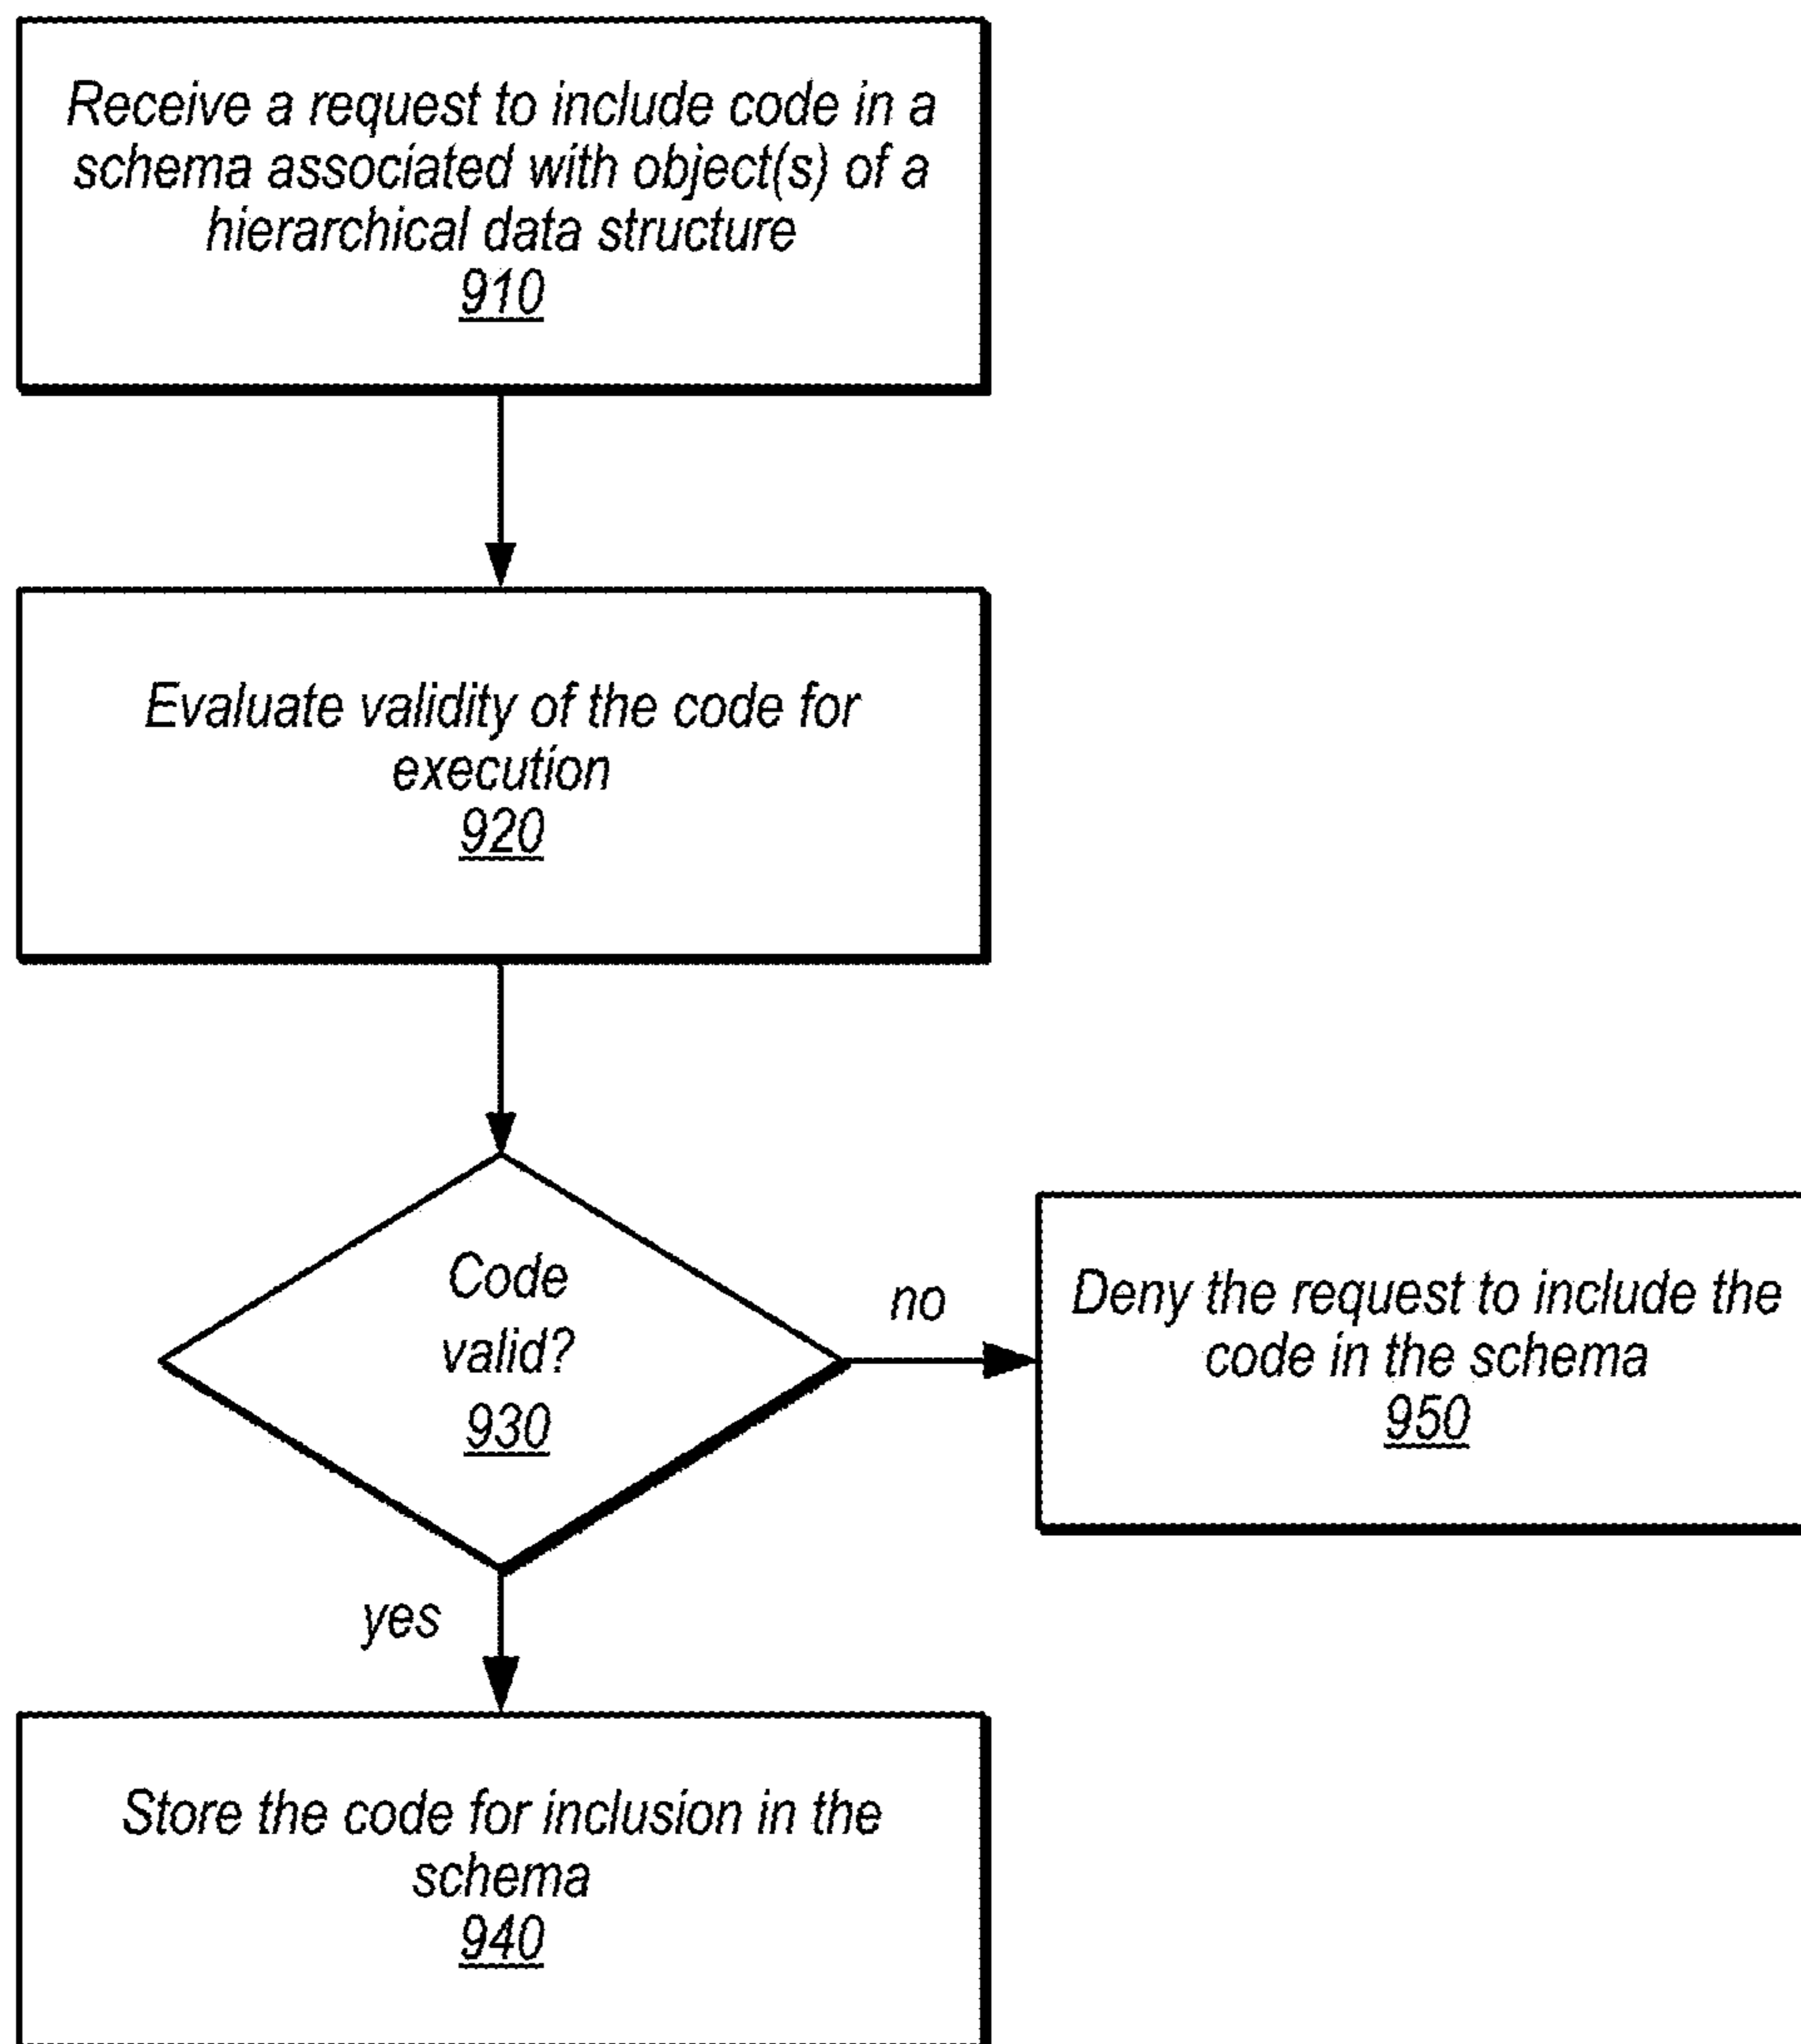 Receive a request to include code in a
schema associated with object(s) of a
hierarchical data structure
910
Evaluate validity of the code for
execution
920
Code
valid?
930
no
Deny the request to include the
code in the schema
950
yes
Store the code for inclusion in the
schema
940